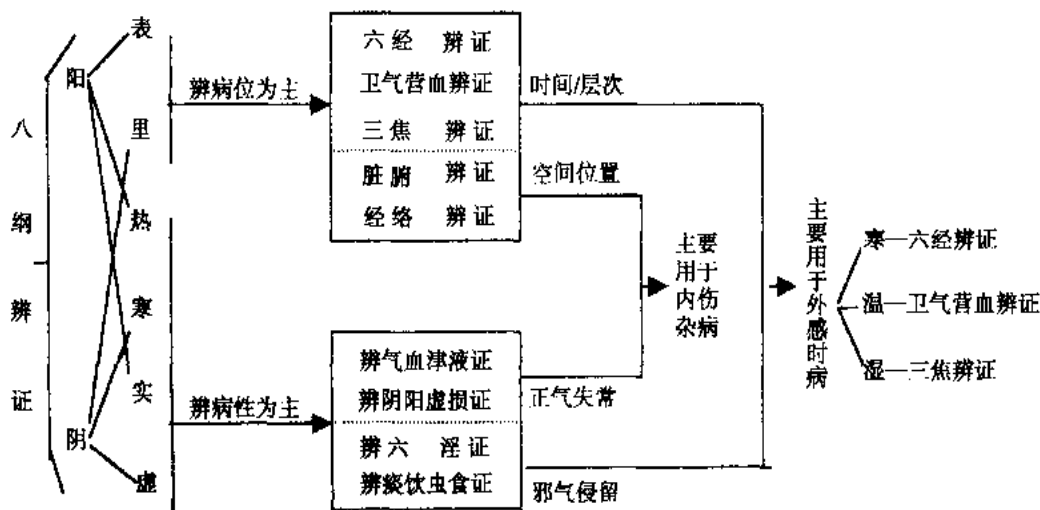 八纲辨证
阳
阴
表
里
热
寒
实
虚
辨病位为主
六经 辨证
卫气营血辨证
三焦 辨证
脏腑 辨证
经络 辨证
时间/层次
空间位置
辨病性为主
辨气血津液证
辨阴阳虚损证
辨六 淫证
辨痰饮虫食证
正气失常
邪气侵留
主要
用于
内伤
杂病
主要用于外感时病
寒—六经辨证
温—卫气营血辨证
湿—三焦辨证